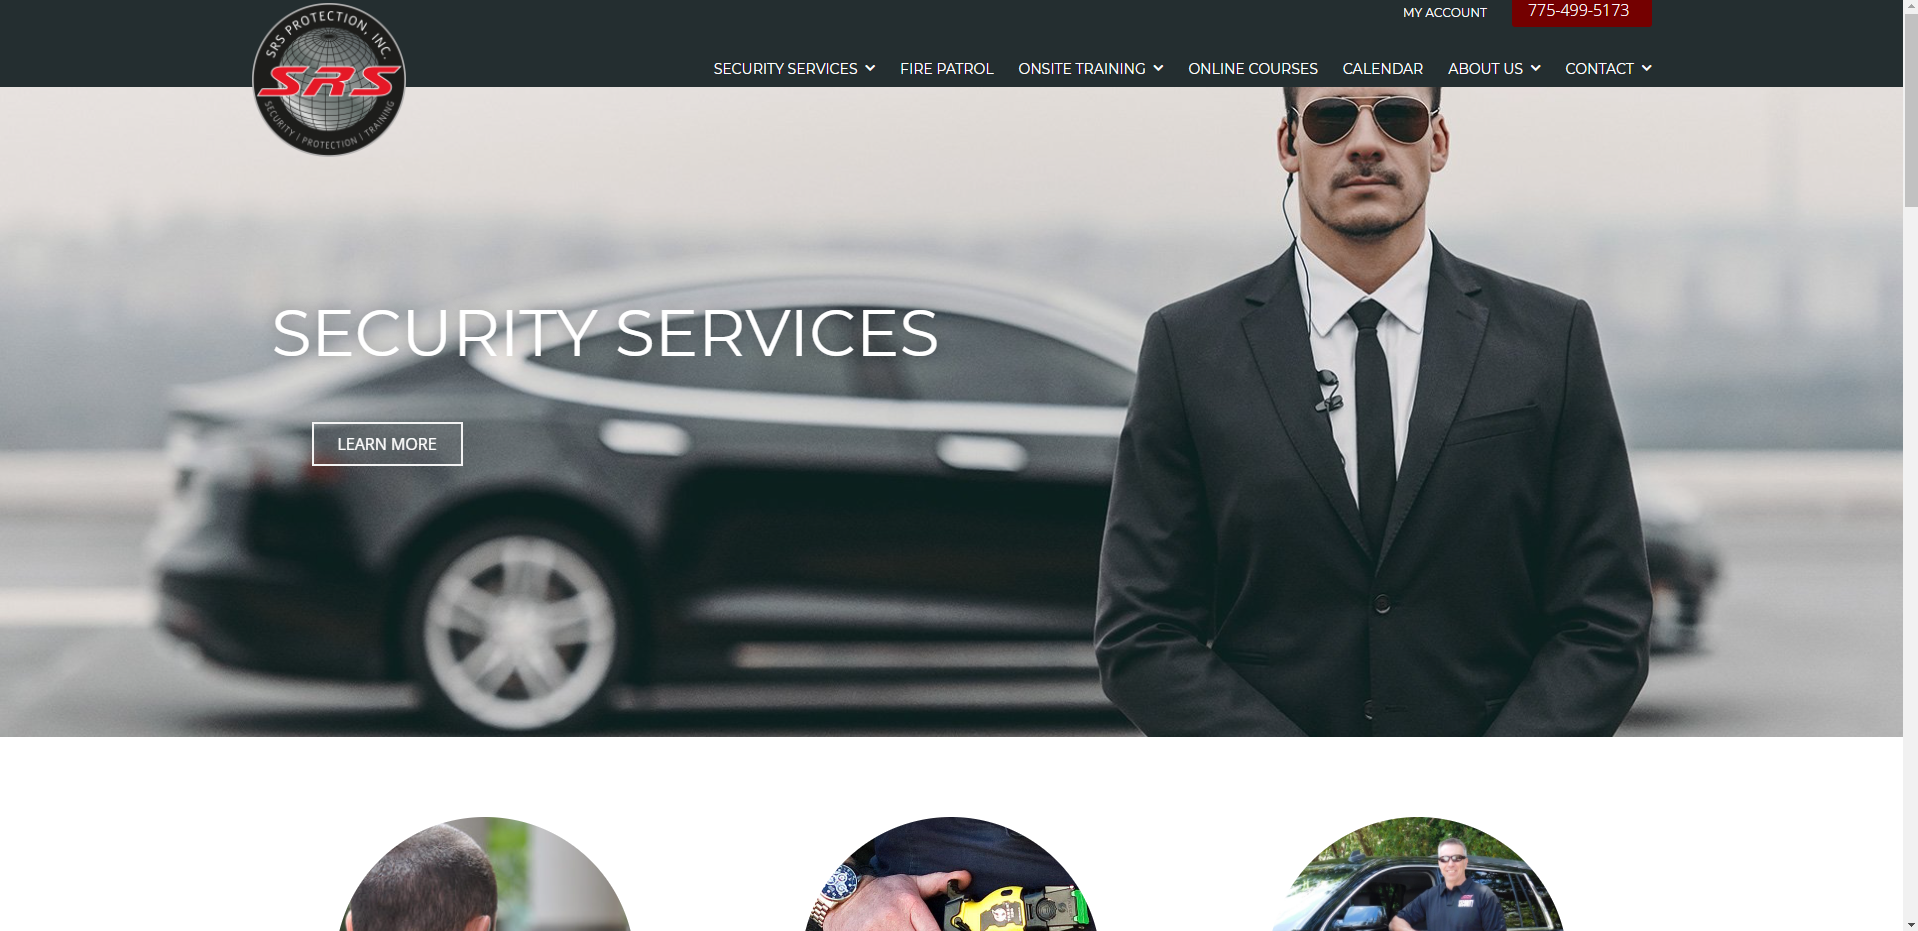 SRS PROTECTION, INC.
SRS
SECURITY | PROTECTION | TRAINING
MY ACCOUNT
775-499-5173
SECURITY SERVICES
FIRE PATROL
ONSITE TRAINING
ONLINE COURSES
CALENDAR
ABOUT US
CONTACT
SECURITY SERVICES
LEARN MORE